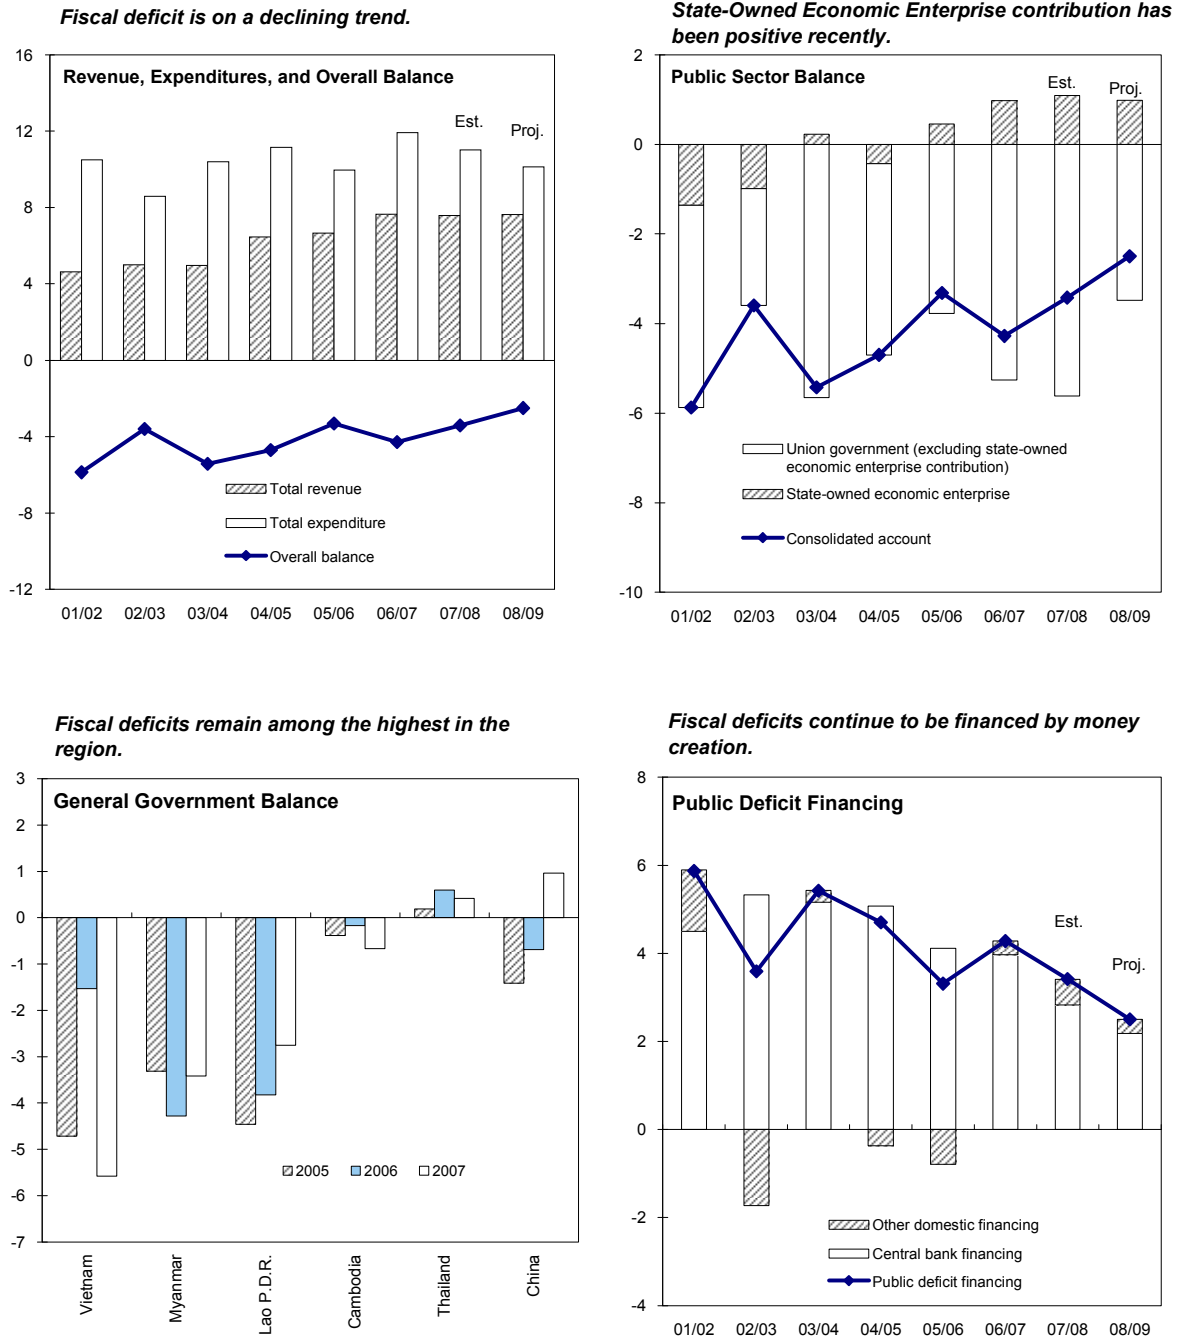 Fiscal deficit is on a declining trend.
16
Revenue, Expenditures, and Overall Balance
12
Est.
Proj.
8
4
0
-4
Total revenue
-8
Total expenditure
Overall balance
-12
01/02 02/03 03/04 04/05 05/06 06/07 07/08 08/09
State-Owned Economic Enterprise contribution has
been positive recently.
2
Public Sector Balance
Est.
Proj.
0
-2
-4
-6
Union government (excluding state-owned
economic enterprise contribution)
State-owned economic enterprise
-8
Consolidated account
-10
01/02 02/03 03/04 04/05 05/06 06/07 07/08 08/09
Fiscal deficits remain among the highest in the
region.
3
General Government Balance
2
1
0
-1
-2
-3
-4
-5
2005 2006 2007
-6
-7
Vietnam
Myanmar
Lao P.D.R.
Cambodia
Thailand
China
Fiscal deficits continue to be financed by money
creation.
8
Public Deficit Financing
6
Est.
Proj.
4
2
0
-2
Other domestic financing
Central bank financing
Public deficit financing
-4
01/02 02/03 03/04 04/05 05/06 06/07 07/08 08/09